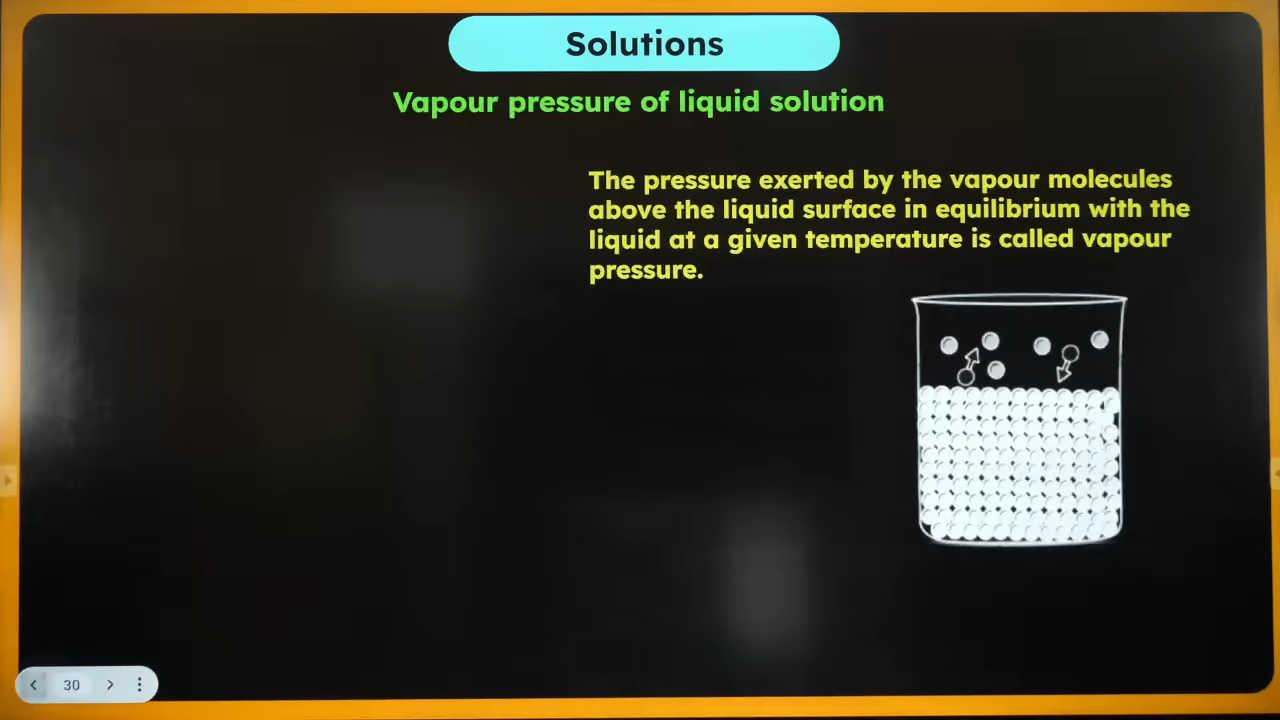 Solutions
Vapour pressure of liquid solution
The pressure exerted by the vapour molecules
above the liquid surface in equilibrium with the
liquid at a given temperature is called vapour
pressure.
30